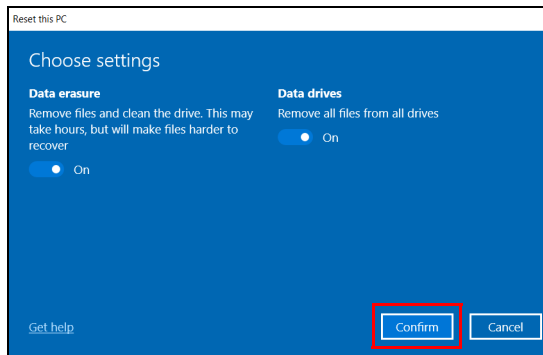 Reset this PC
Choose settings
Data erasure
Remove files and clean the drive. This may
take hours, but will make files harder to
recover
On
Data drives
Remove all files from all drives
On
Get help
Confirm
Cancel